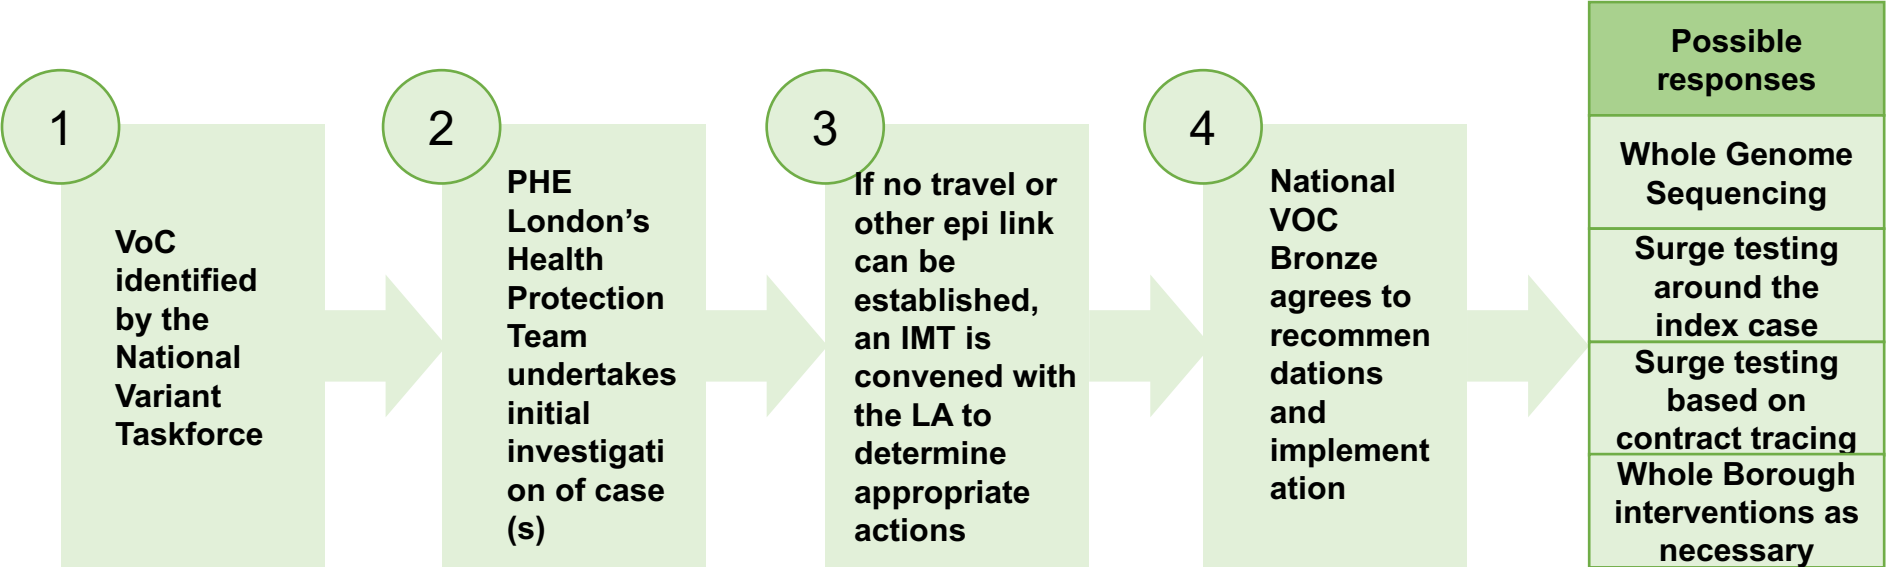 1
VoC
identified
by the
National
Variant
Taskforce
2
PHE
London’s
Health
Protection
Team
undertakes
initial
investigati
on of case
(s)
3
If no travel or
other epi link
can be
established,
an IMT is
convened with
the LA to
determine
appropriate
actions
4
National
VOC
Bronze
agrees to
recommen
dations
and
implement
ation
Possible
responses
Whole Genome
Sequencing
Surge testing
around the
index case
Surge testing
based on
contract tracing
Whole Borough
interventions as
necessary